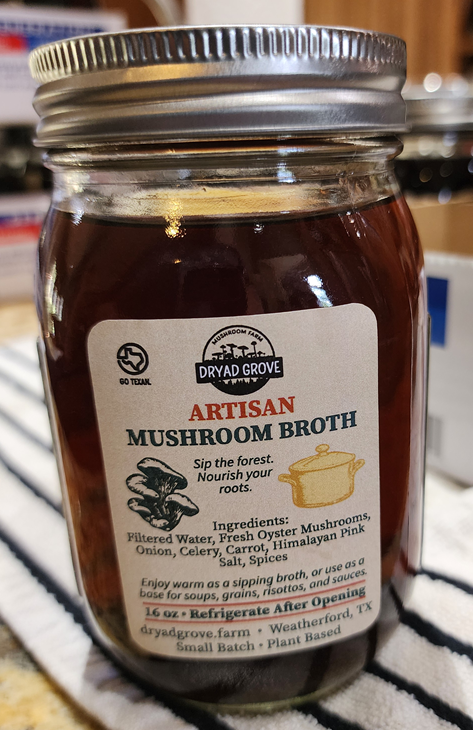 MUSHROOM FARM
DRYAD GROVE
GO TEXAN.
ARTISAN
MUSHROOM BROTH
Sip the forest.
Nourish your
roots.
Ingredients:
Filtered Water, Fresh Oyster Mushrooms,
Onion, Celery, Carrot, Himalayan Pink
Salt, Spices
Enjoy warm as a sipping broth, or use as a
base for soups, grains, risottos, and sauces.
16 oz • Refrigerate After Opening
dryadgrove.farm • Weatherford, TX
Small Batch • Plant Based